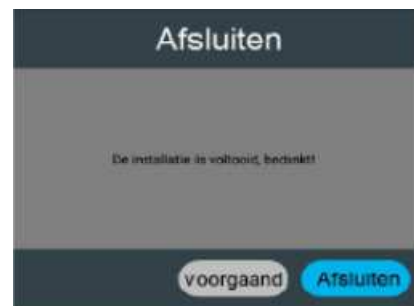 Afsluiten
De installatie is voltooid, bedankt!
voorgaand
Afsluiten